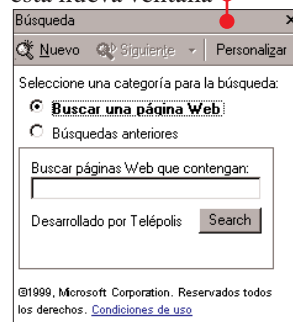 esta nueva ventana
Búsqueda
Nuevo Siguiente Personalizar
Seleccione una categoría para la búsqueda:
Buscar una página Web
Búsquedas anteriores
Buscar páginas Web que contengan:
Desarrollado por Telépolis Search
©1999, Microsoft Corporation. Reservados todos
los derechos. Condiciones de uso